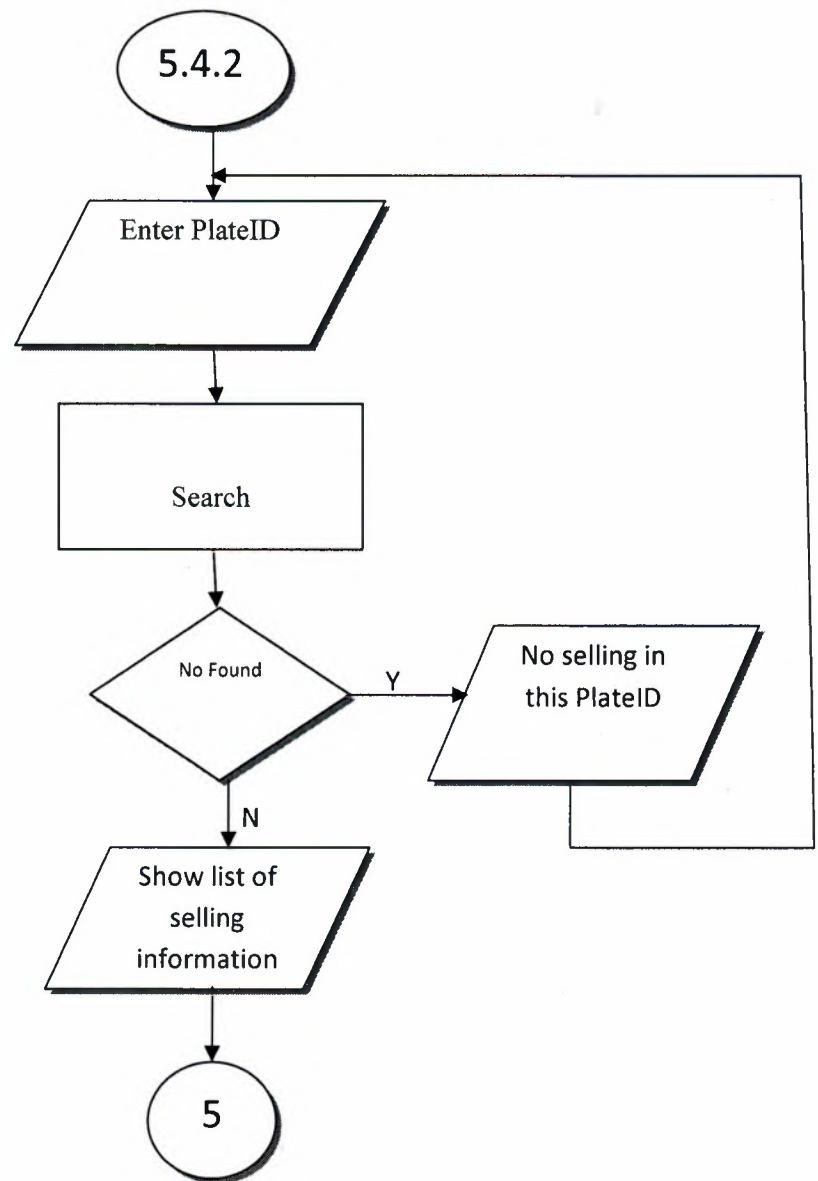 5.4.2
Enter PlateID
Search
No Found
Y
No selling in
this PlateID
N
Show list of
selling
information
5